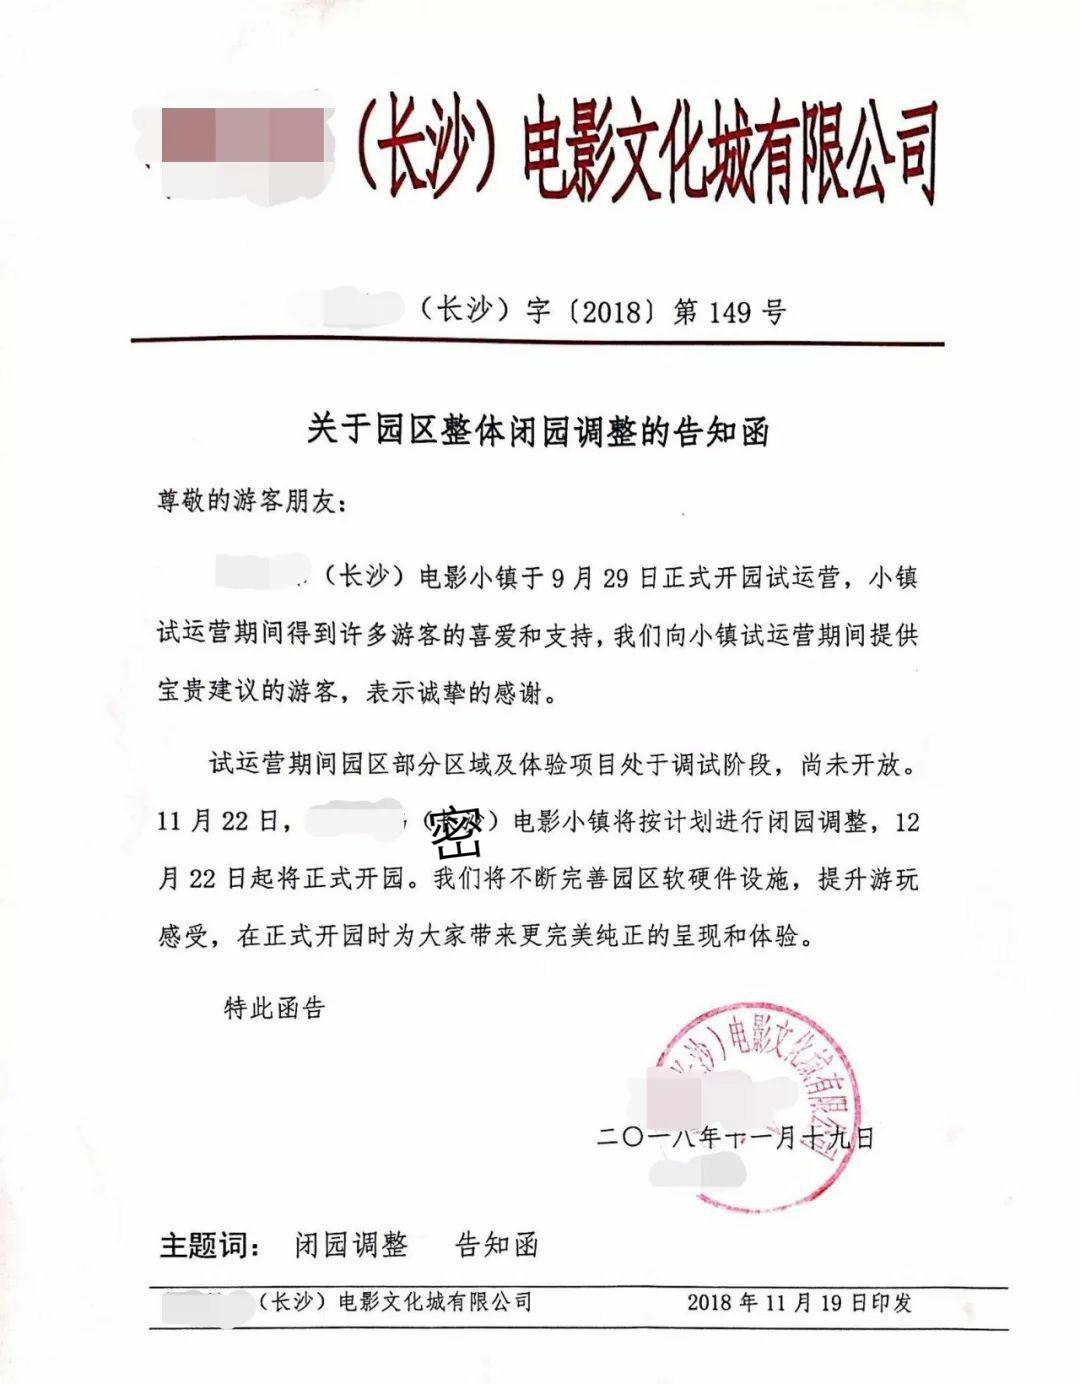 （长沙）电影文化城有限公司
（长沙）字〔2018〕第 149 号
关于园区整体闭园调整的告知函
尊敬的游客朋友：
（长沙）电影小镇于 9 月 29 日正式开园试运营，小镇
试运营期间得到许多游客的喜爱和支持，我们向小镇试运营期间提供
宝贵建议的游客，表示诚挚的感谢。
试运营期间园区部分区域及体验项目处于调试阶段，尚未开放。
11 月 22 日，（密）电影小镇将按计划进行闭园调整，12
月 22 日起将正式开园。我们将不断完善园区软硬件设施，提升游玩
感受，在正式开园时为大家带来更完美纯正的呈现和体验。
特此函告
沙）电影文化城有限公司
二〇一八年十一月十九日
主题词： 闭园调整 告知函
（长沙）电影文化城有限公司 2018 年 11 月 19 日印发